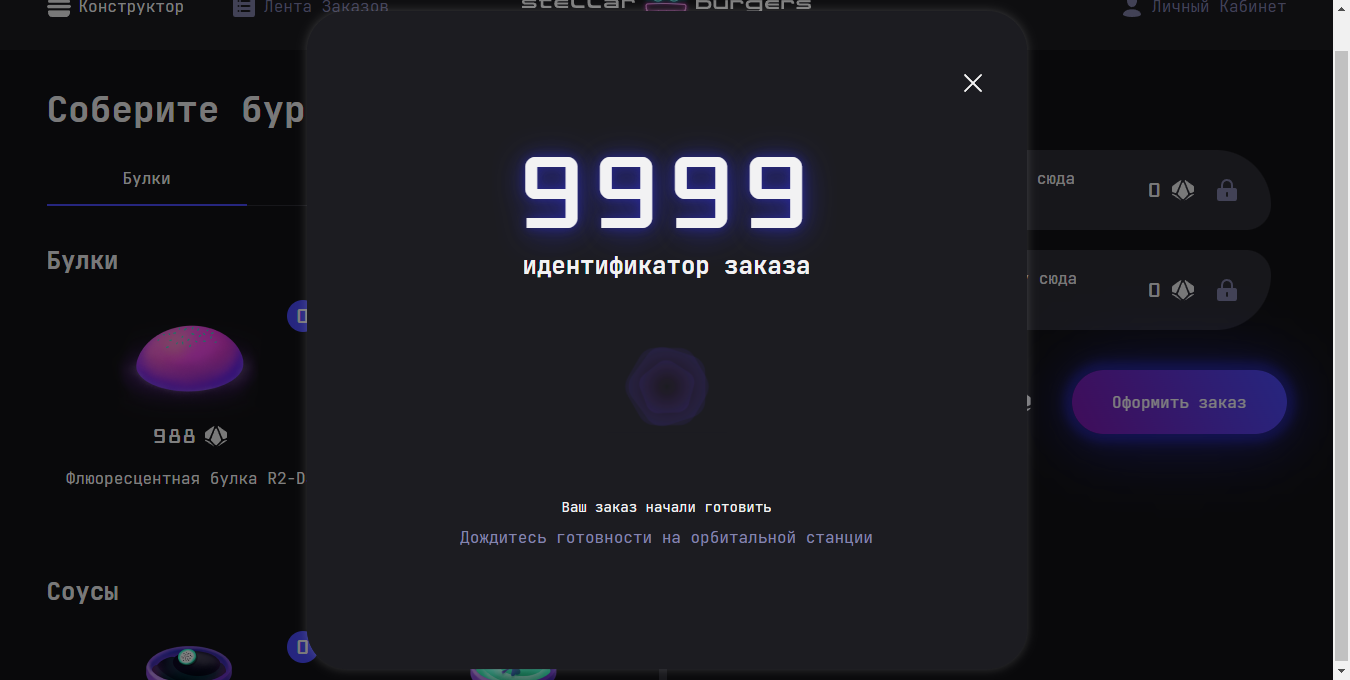 Конструктор
Лента Заказов
stellar burgers
Личный Кабинет
Соберите бур
Булки
Булки
0
988
Флюоресцентная булка R2-D
Соусы
0
9999
идентификатор заказа
Ваш заказ начали готовить
Дождитесь готовности на орбитальной станции
сюда
0
сюда
0
Оформить заказ